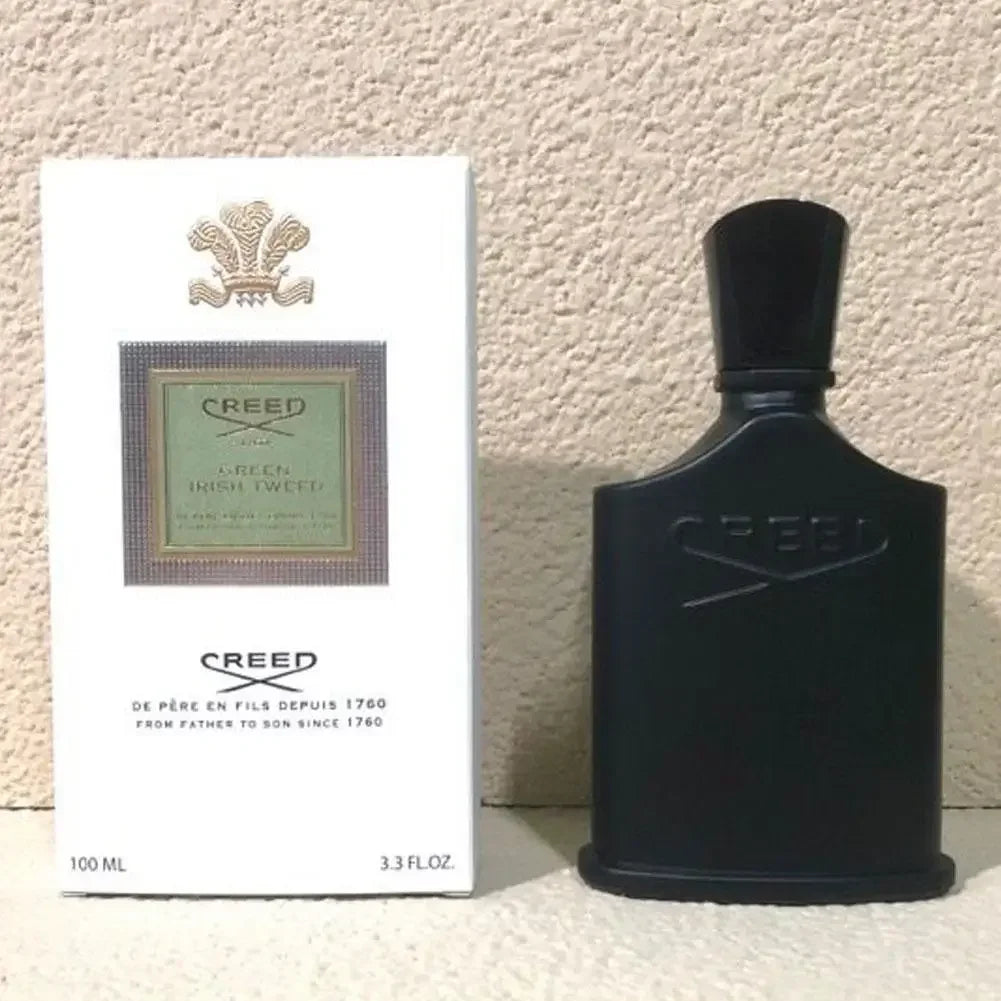 CREED
GREEN
IRISH TWEED
CREED
DE PÈRE EN FILS DEPUIS 1760
FROM FATHER TO SON SINCE 1760
100 ML
3.3 FL.OZ.
CREED